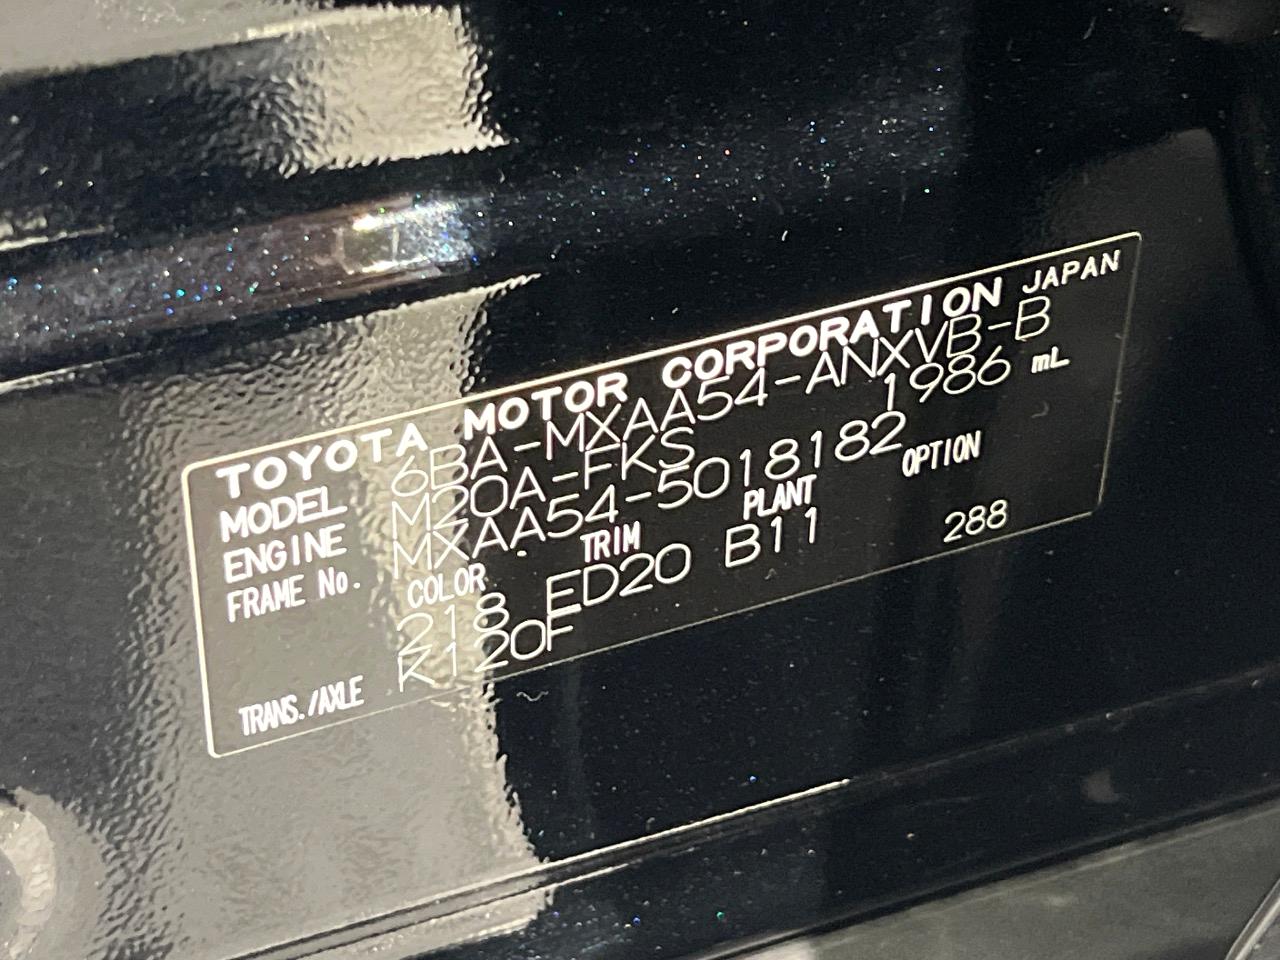 TOYOTA MOTOR CORPORATION JAPAN
MODEL 6BA-MXAA54-ANXVB-B
ENGINE M20A-FKS 1986 mL
FRAME No. MXAA54-5018182
COLOR TRIM PLANT OPTION
218 ED20 B11 288
TRANS./AXLE K120F